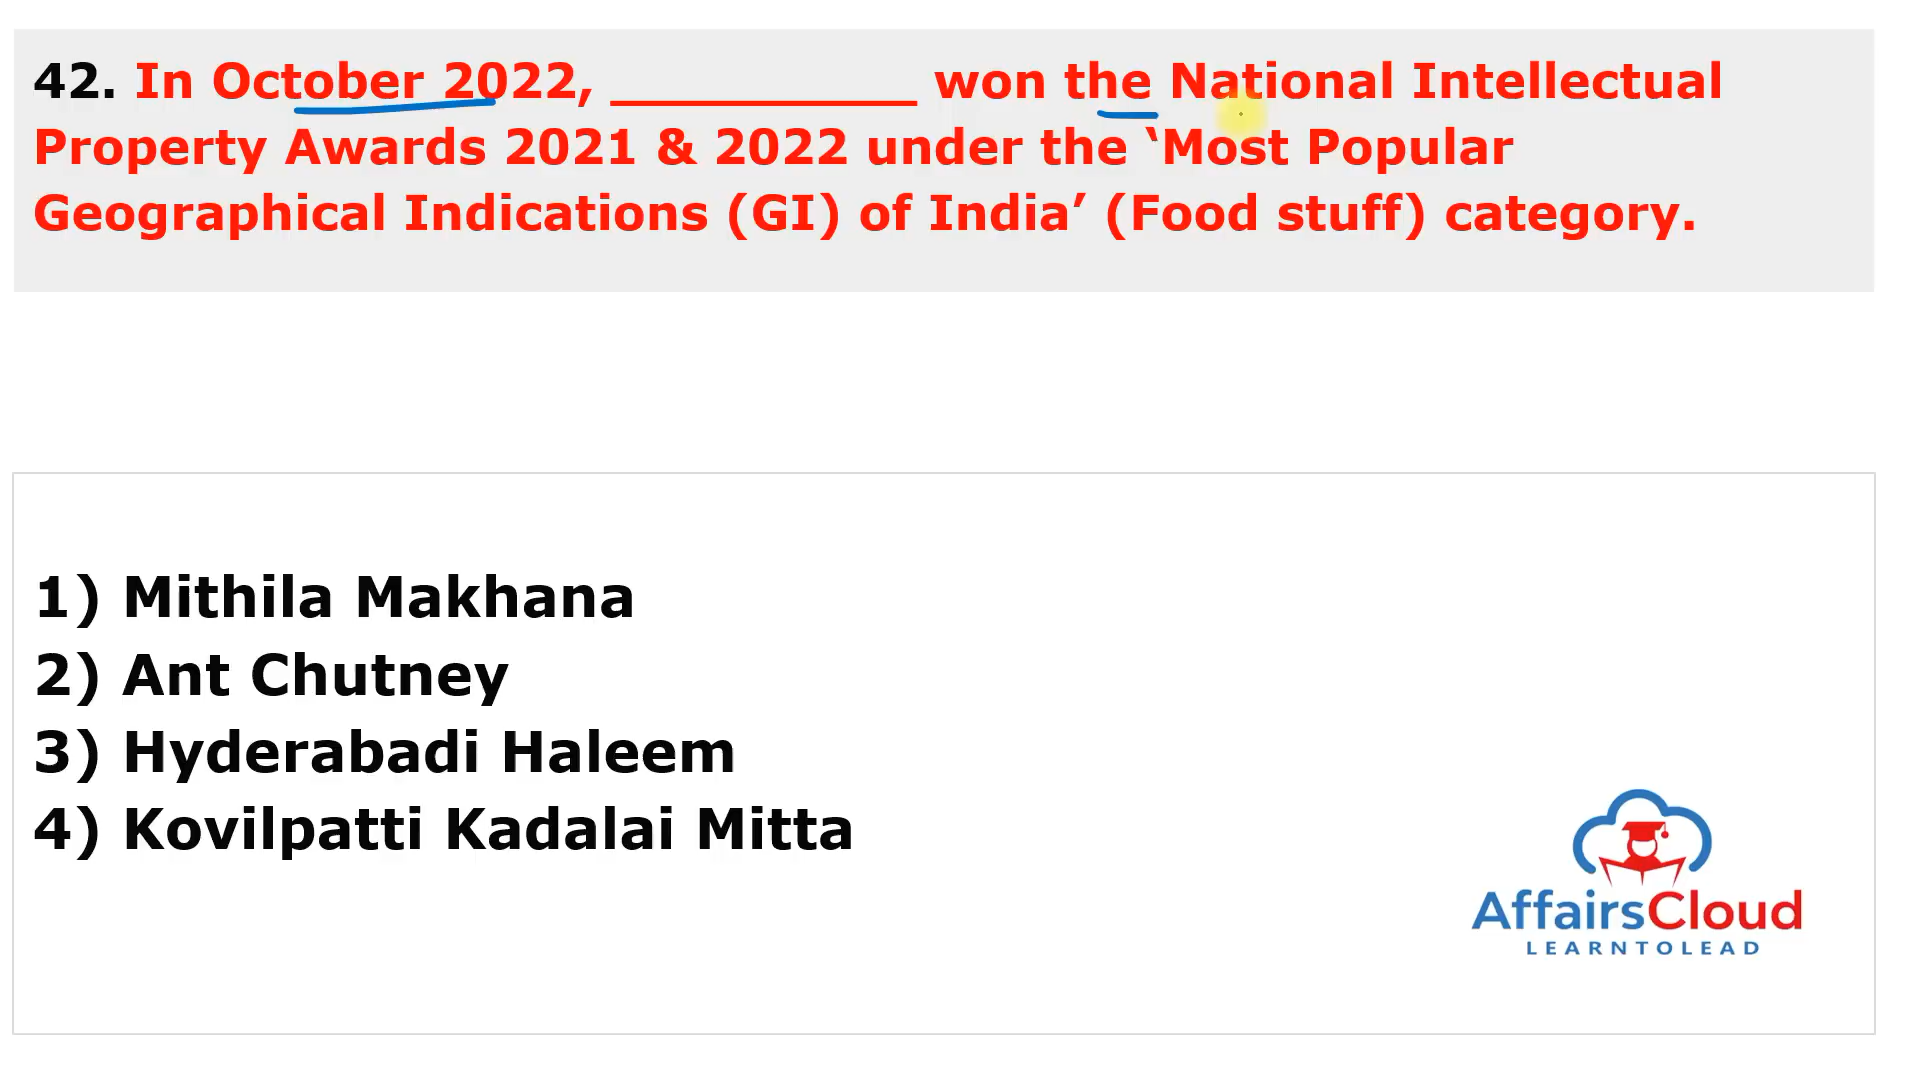 42. In October 2022, ____________ won the National Intellectual
Property Awards 2021 & 2022 under the ‘Most Popular
Geographical Indications (GI) of India’ (Food stuff) category.
1) Mithila Makhana
2) Ant Chutney
3) Hyderabadi Haleem
4) Kovilpatti Kadalai Mitta
AffairsCloud
LEARNTOLEAD